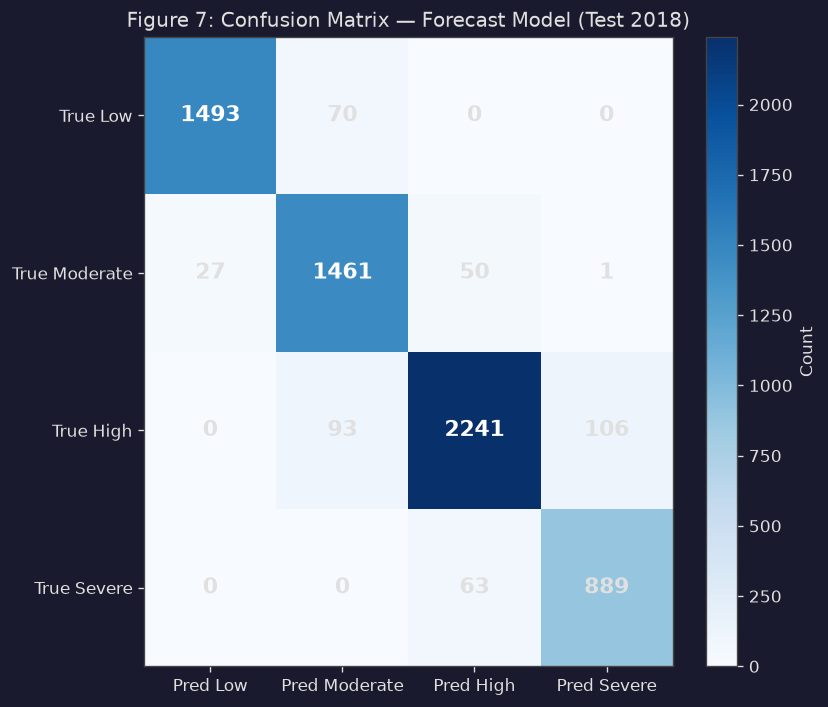 Figure 7: Confusion Matrix — Forecast Model (Test 2018)
True Low 1493 70 0 0
True Moderate 27 1461 50 1
True High 0 93 2241 106
True Severe 0 0 63 889
Pred Low Pred Moderate Pred High Pred Severe
2000
1750
1500
1250
1000
750
500
250
0
Count